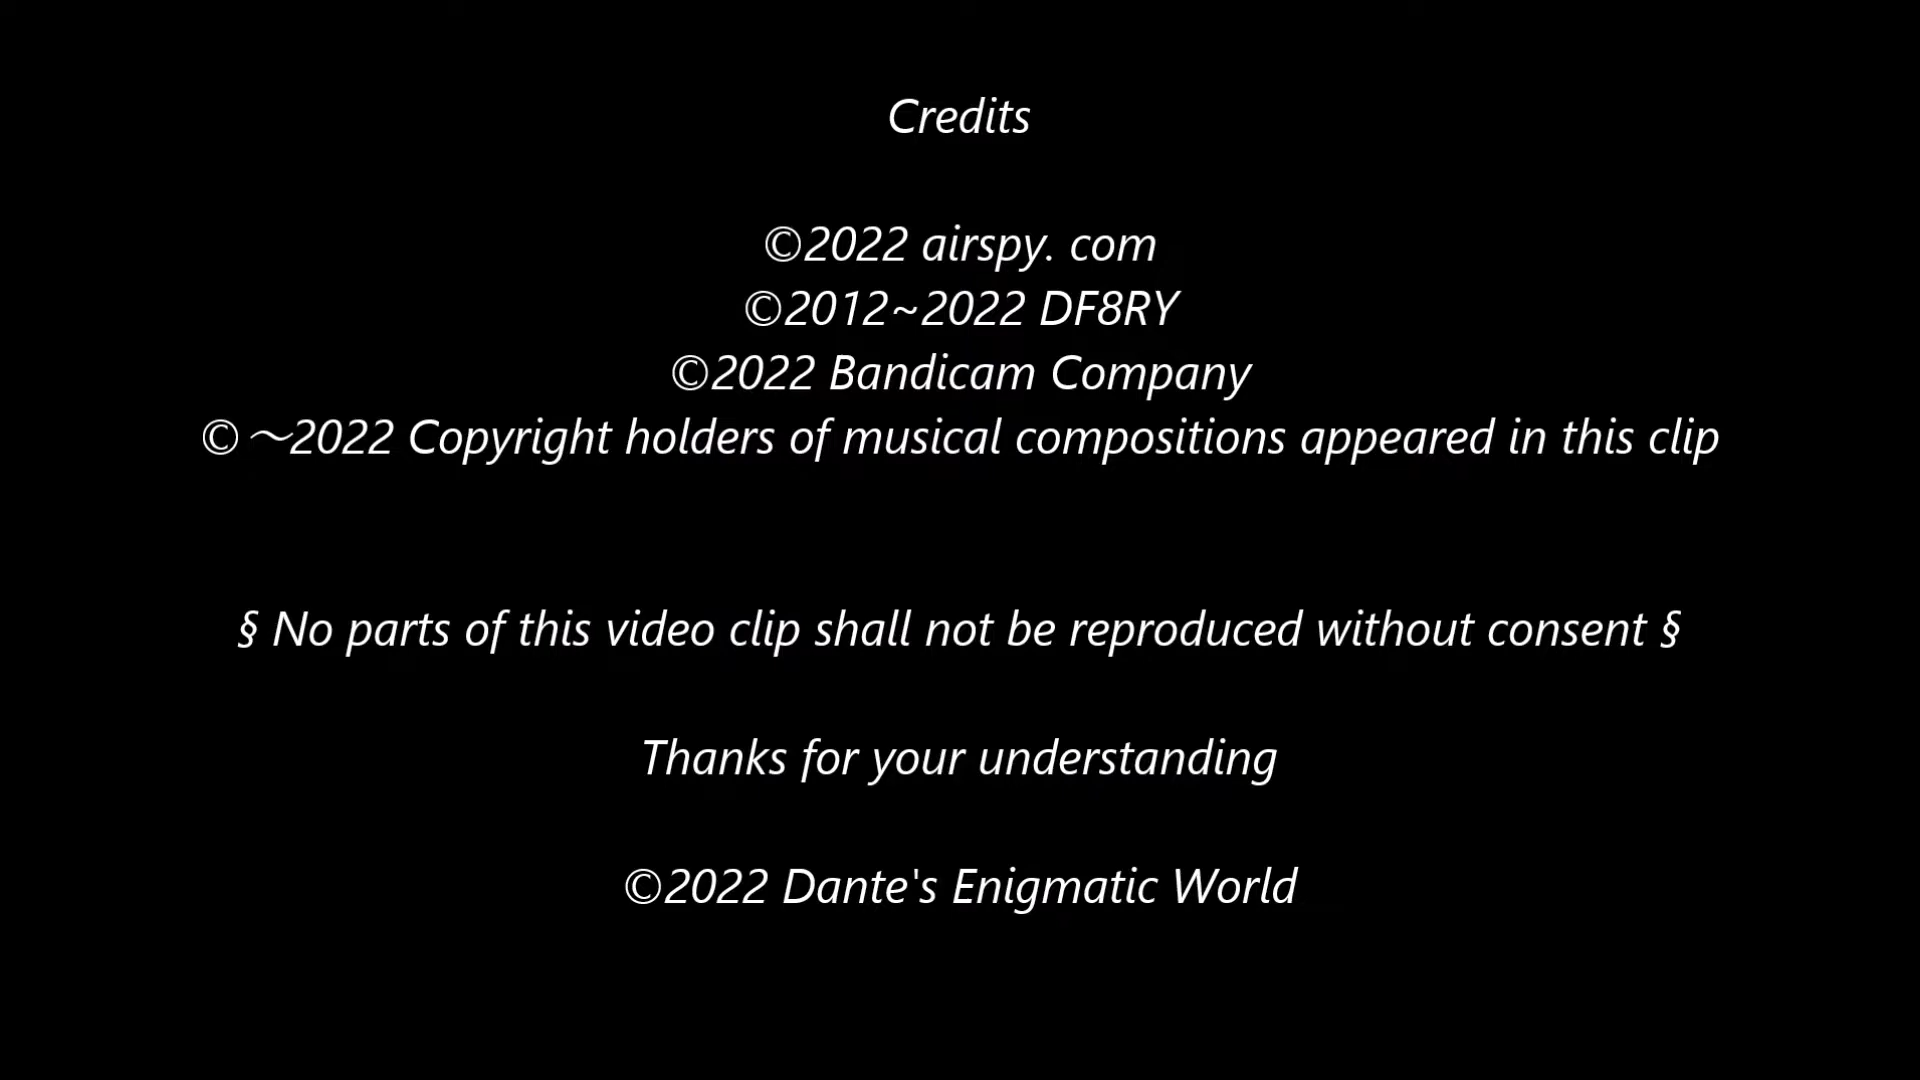 Credits
©2022 airspy. com
©2012~2022 DF8RY
©2022 Bandicam Company
©～2022 Copyright holders of musical compositions appeared in this clip
§ No parts of this video clip shall not be reproduced without consent §
Thanks for your understanding
©2022 Dante's Enigmatic World